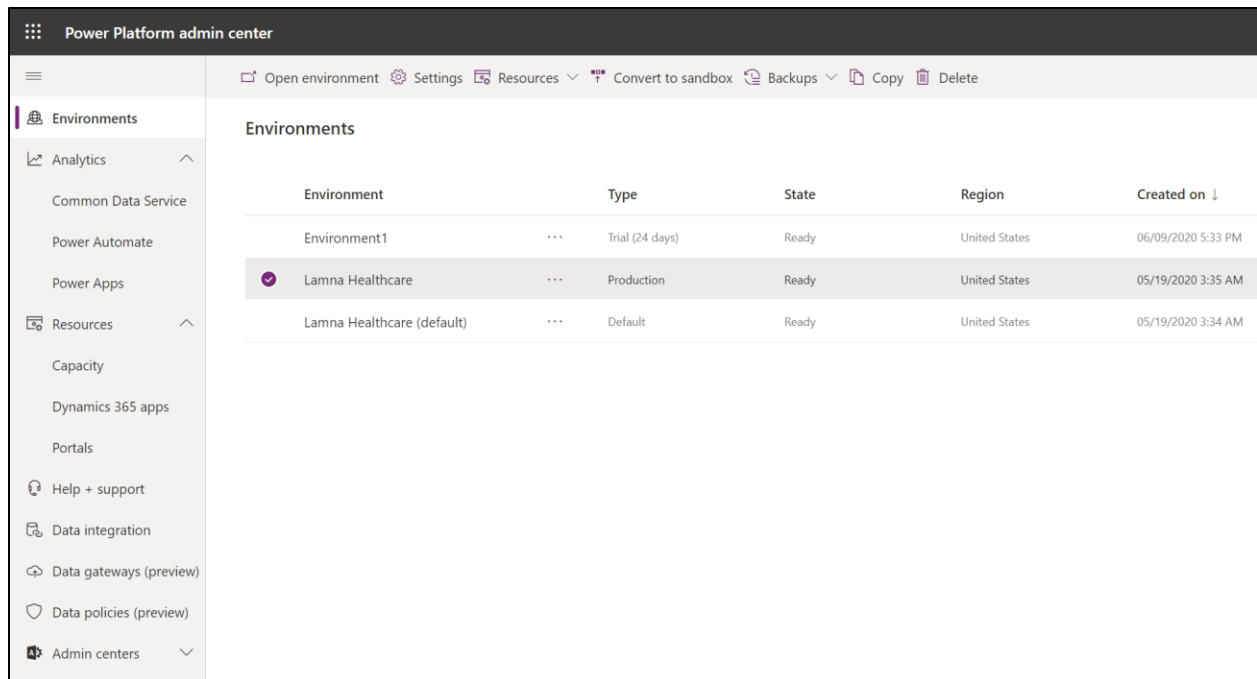 Power Platform admin center
Open environment Settings Resources Convert to sandbox Backups Copy Delete
Environments
Analytics
Common Data Service
Power Automate
Power Apps
Resources
Capacity
Dynamics 365 apps
Portals
Help + support
Data integration
Data gateways (preview)
Data policies (preview)
Admin centers
Environments
Environment Type State Region Created on ↓
Environment1 ... Trial (24 days) Ready United States 06/09/2020 5:33 PM
Lamna Healthcare ... Production Ready United States 05/19/2020 3:35 AM
Lamna Healthcare (default) ... Default Ready United States 05/19/2020 3:34 AM